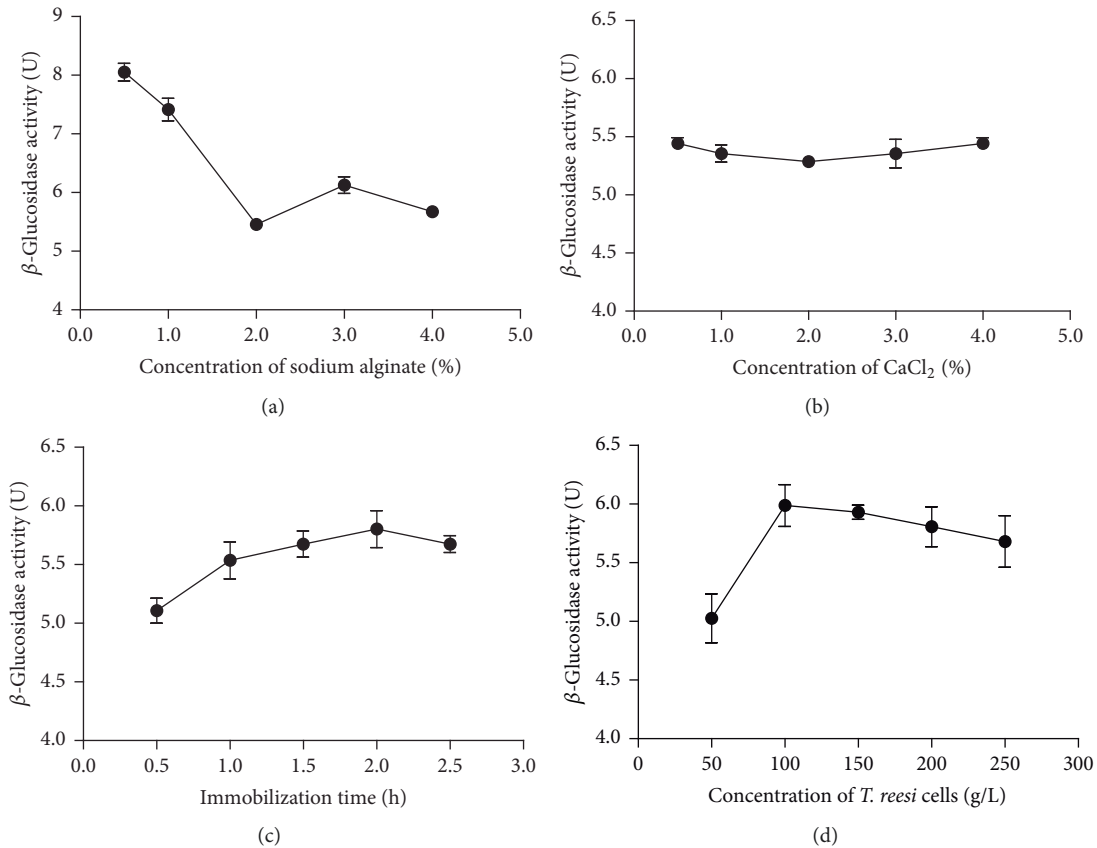 9
8
7
6
5
4
0.0 1.0 2.0 3.0 4.0 5.0
β-Glucosidase activity (U)
Concentration of sodium alginate (%)
(a)
6.5
6.0
5.5
5.0
4.5
4.0
0.0 1.0 2.0 3.0 4.0 5.0
β-Glucosidase activity (U)
Concentration of CaCl₂ (%)
(b)
6.5
6.0
5.5
5.0
4.5
4.0
0.0 0.5 1.0 1.5 2.0 2.5 3.0
β-Glucosidase activity (U)
Immobilization time (h)
(c)
6.5
6.0
5.5
5.0
4.5
4.0
0 50 100 150 200 250 300
β-Glucosidase activity (U)
Concentration of T. reesi cells (g/L)
(d)